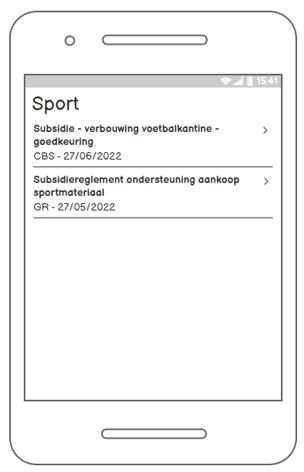 15:41
Sport
Subsidie - verbouwing voetbalkantine -
goedkeuring
CBS - 27/06/2022
Subsidiereglement ondersteuning aankoop
sportmateriaal
GR - 27/05/2022